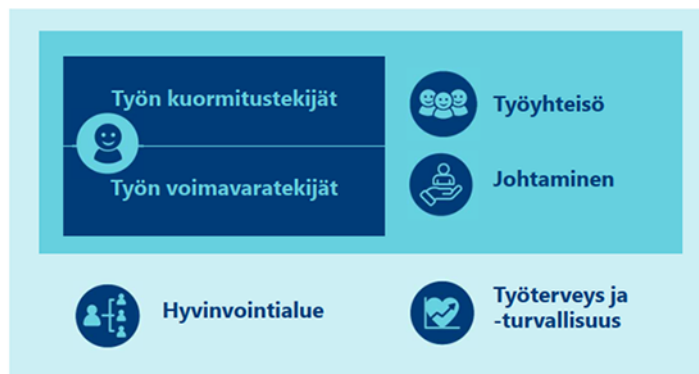 Työn kuormitustekijät
Työn voimavaratekijät
Työyhteisö
Johtaminen
Hyvinvointialue
Työterveys ja
-turvallisuus